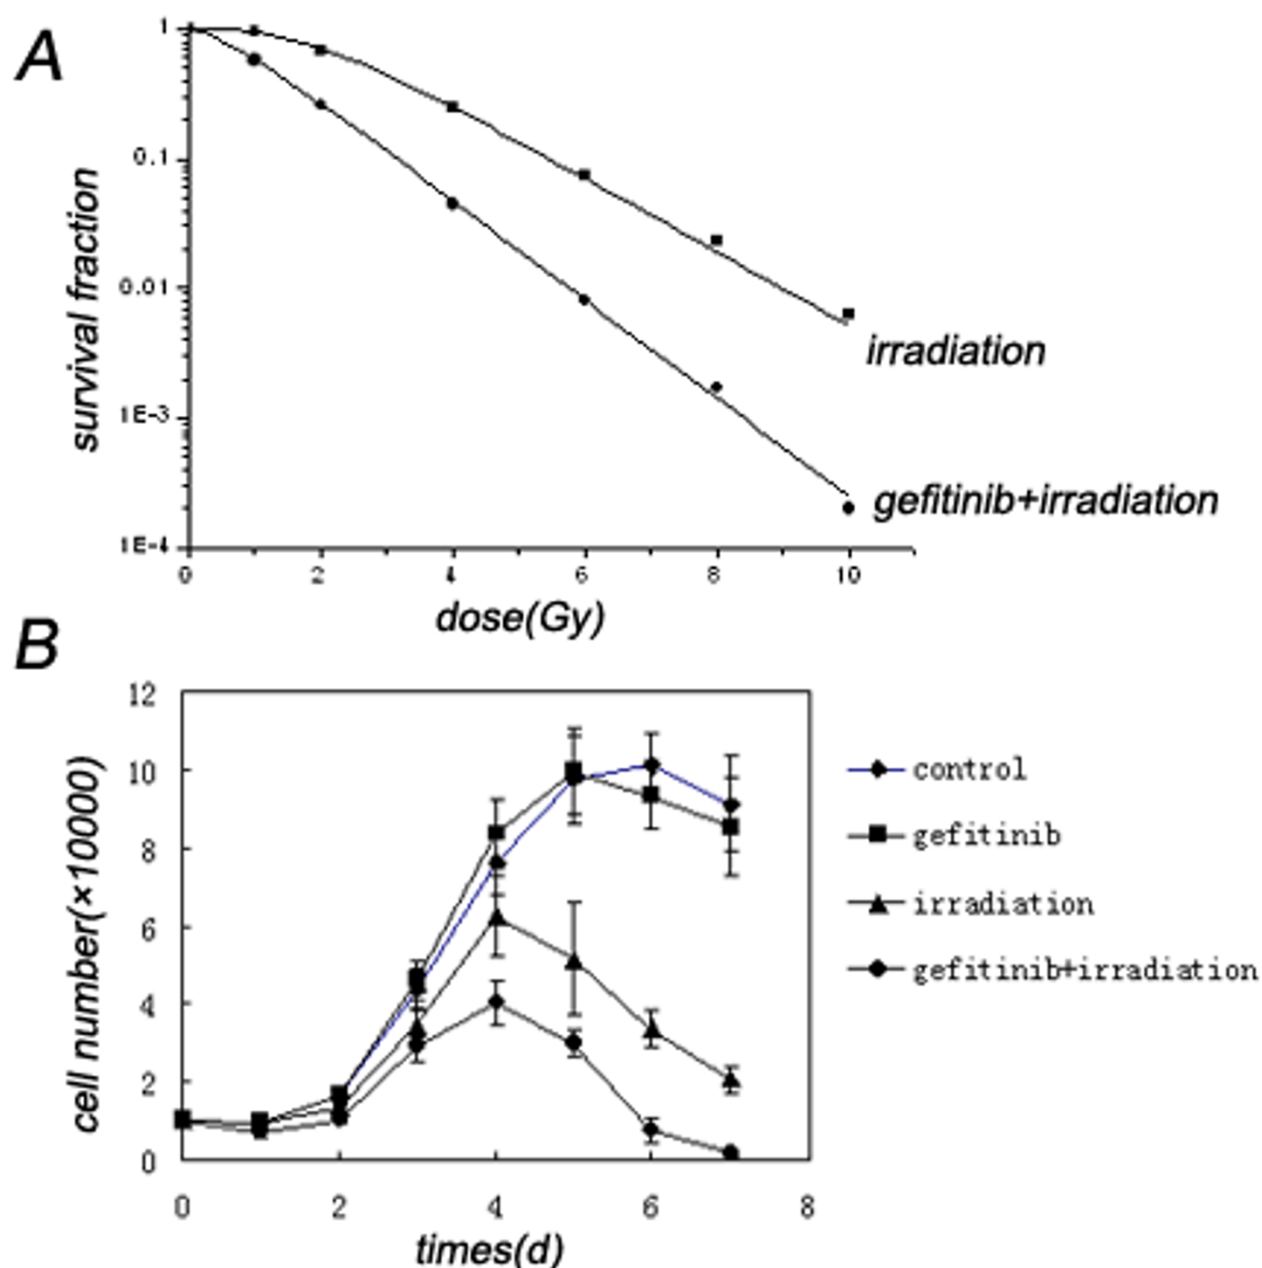 A
1
0.1
0.01
1E-3
1E-4
survival fraction
0
2
4
6
8
10
dose(Gy)
irradiation
gefitinib+irradiation
B
12
10
8
6
4
2
0
cell number(×10000)
0
2
4
6
8
times(d)
control
gefitinib
irradiation
gefitinib+irradiation